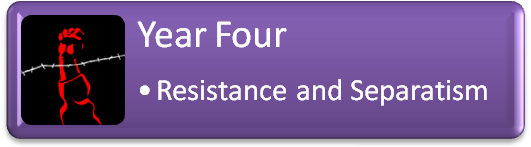 Year Four
• Resistance and Separatism